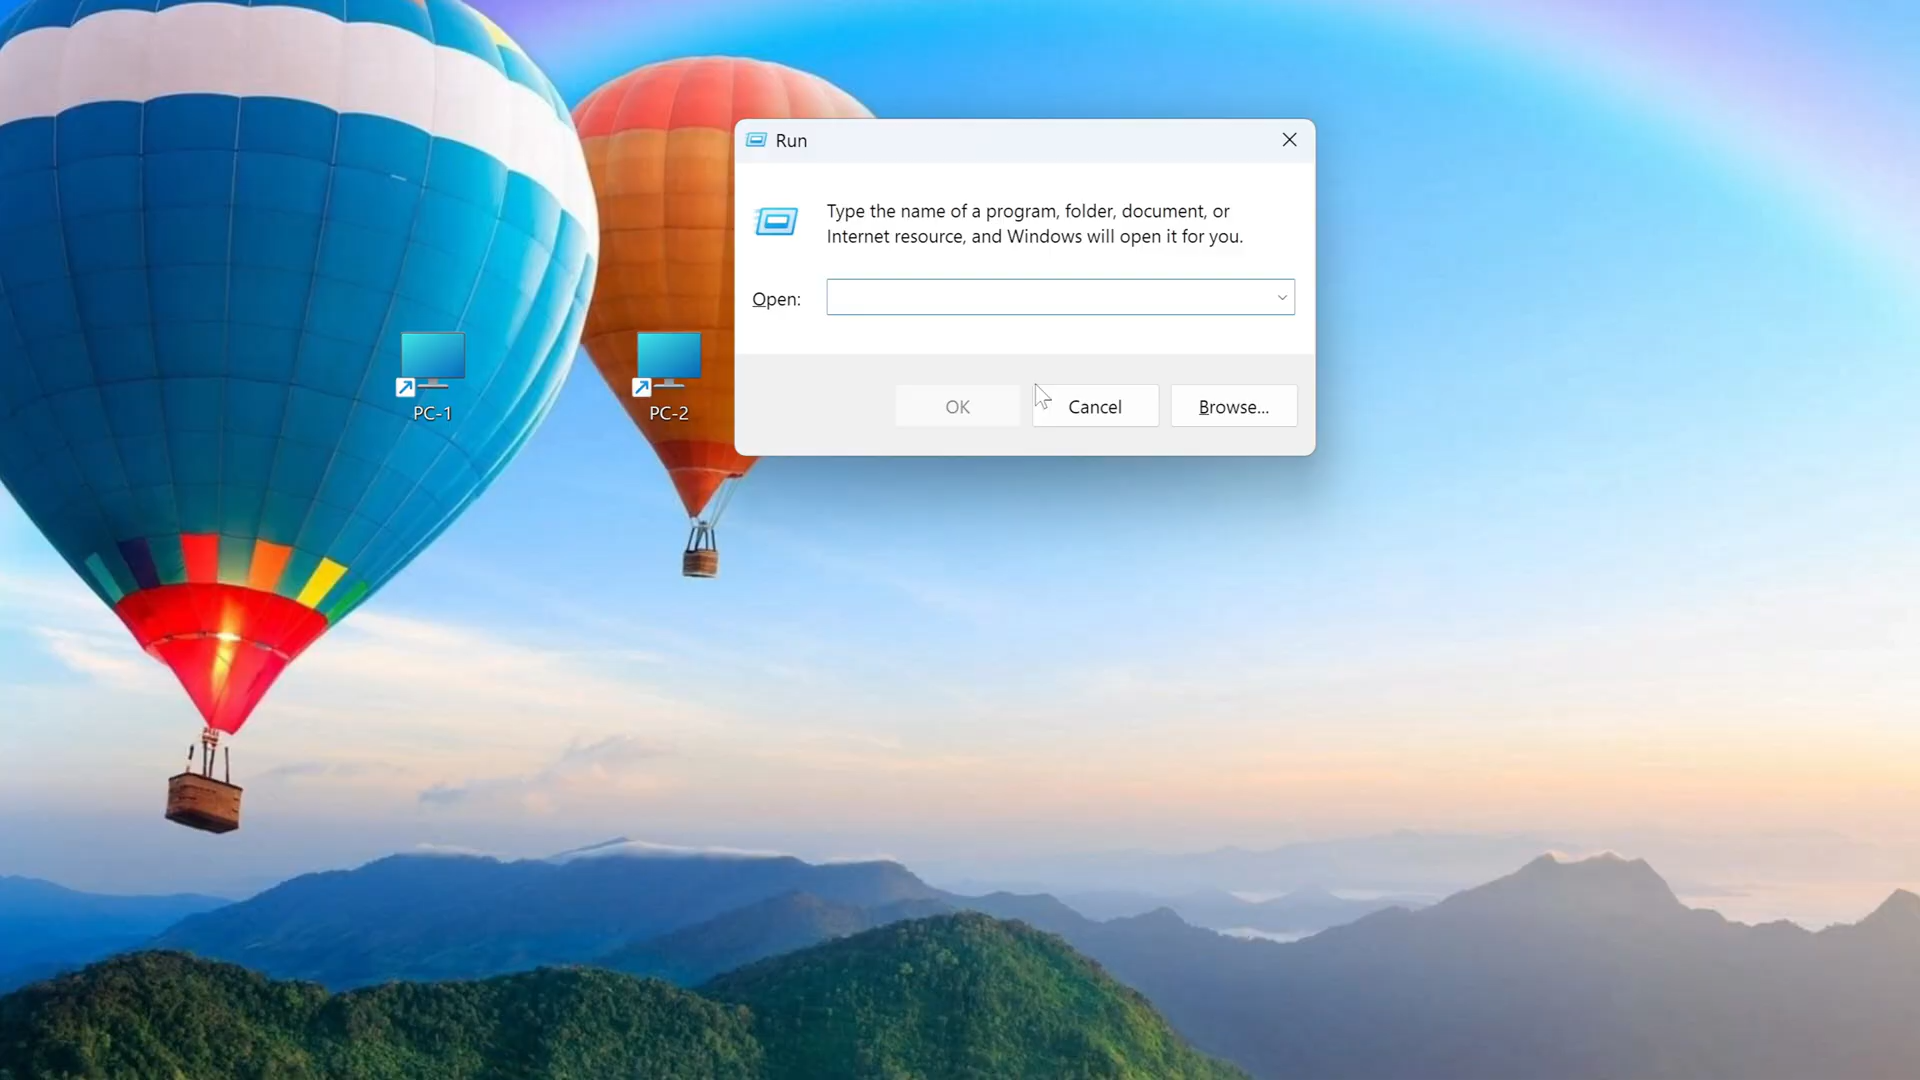 Run
Type the name of a program, folder, document, or
Internet resource, and Windows will open it for you.
Open:
OK
Cancel
Browse...
PC-1
PC-2